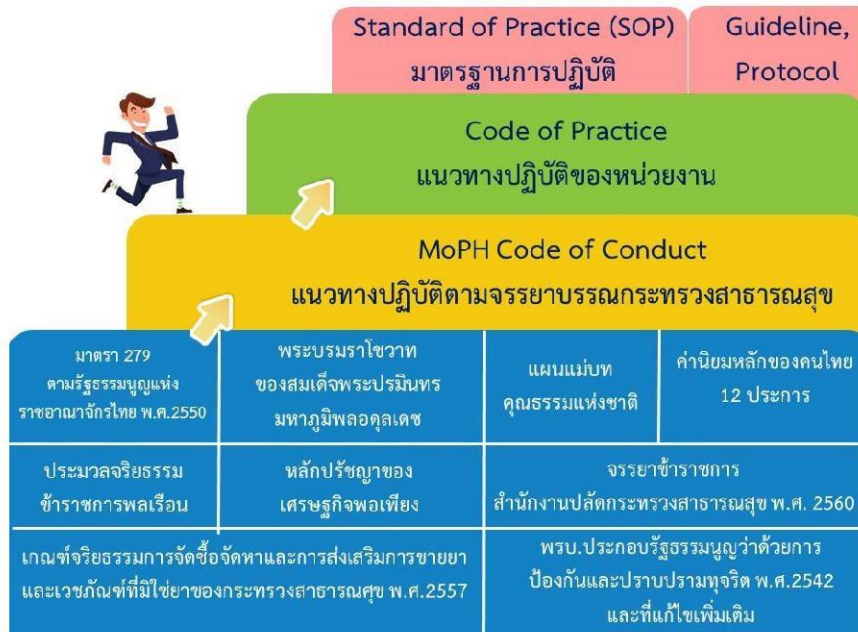 Standard of Practice (SOP)
มาตรฐานการปฏิบัติ
Guideline,
Protocol
Code of Practice
แนวทางปฏิบัติของหน่วยงาน
MoPH Code of Conduct
แนวทางปฏิบัติตามจรรยาบรรณกระทรวงสาธารณสุข
มาตรา 279
ตามรัฐธรรมนูญแห่ง
ราชอาณาจักรไทย พ.ศ.2550
พระบรมราโชวาท
ของสมเด็จพระปรมินทร
มหาภูมิพลอดุลเดช
แผนแม่บท
คุณธรรมแห่งชาติ
ค่านิยมหลักของคนไทย
12 ประการ
ประมวลจริยธรรม
ข้าราชการพลเรือน
หลักปรัชญาของ
เศรษฐกิจพอเพียง
จรรยาข้าราชการ
สำนักงานปลัดกระทรวงสาธารณสุข พ.ศ. 2560
เกณฑ์จริยธรรมการจัดซื้อจัดหาและการส่งเสริมการขายยา
และเวชภัณฑ์ที่มิใช่ยาของกระทรวงสาธารณศุข พ.ศ.2557
พรบ.ประกอบรัฐธรรมนูญว่าด้วยการ
ป้องกันและปราบปรามทุจริต พ.ศ.2542
และที่แก้ไขเพิ่มเติม